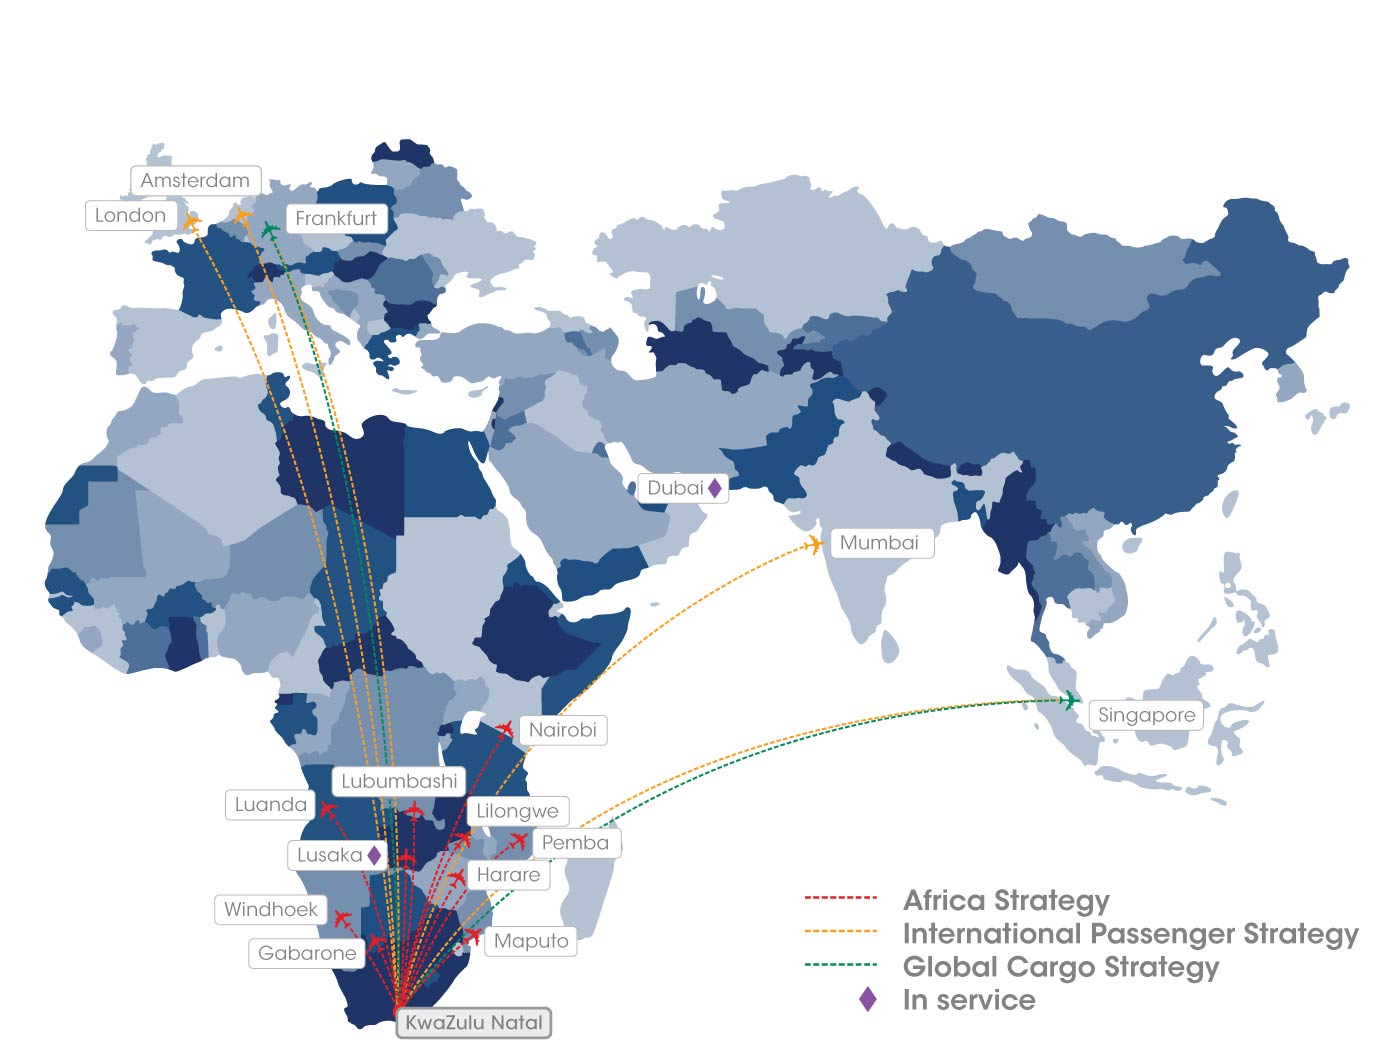 Amsterdam
London
Frankfurt
Dubai
Mumbai
Singapore
Nairobi
Lubumbashi
Luanda
Lilongwe
Pemba
Lusaka
Harare
Windhoek
Gabarone
Maputo
KwaZulu Natal
Africa Strategy
International Passenger Strategy
Global Cargo Strategy
In service